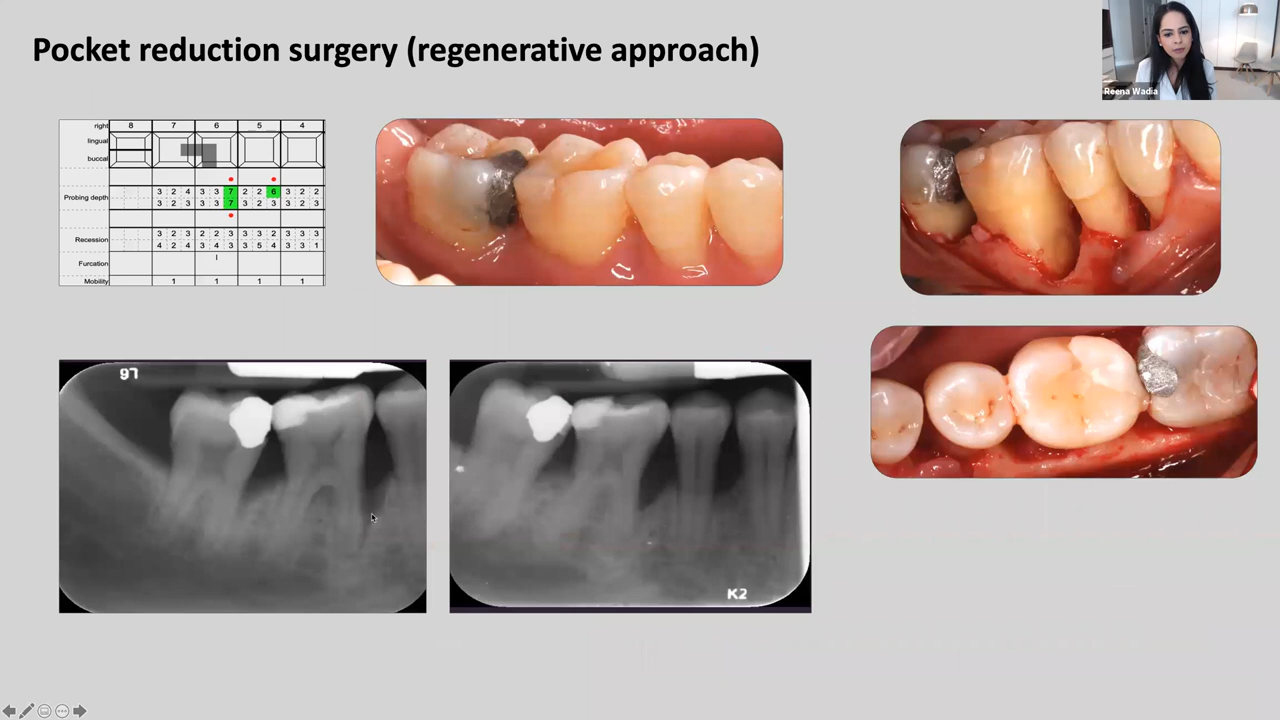 Pocket reduction surgery (regenerative approach)
Reena Wadia
right 8 7 6 5 4
lingual
buccal
Probing depth 3 2 4 3 3 7 2 2 6 3 2 2
3 2 3 3 3 7 3 2 3 3 2 3
Recession 3 2 3 2 2 3 2 2 2 3 3 3
2 2 4 3 4 3 3 5 4 3 3 1
Furcation I
Mobility 1 1 1 1
97
K2